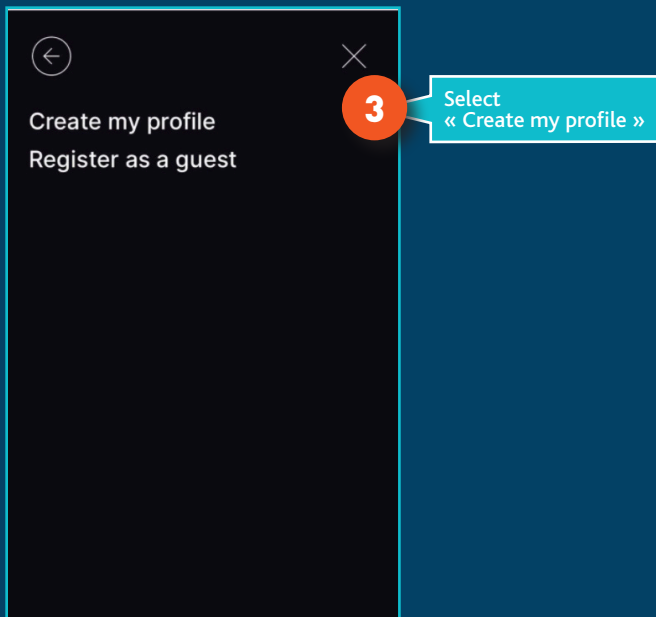 Create my profile
Register as a guest
3
Select
« Create my profile »